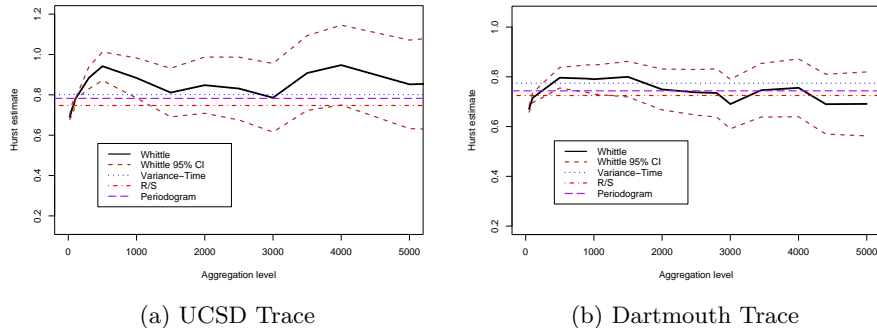 Hurst estimate
1.2
1.0
0.8
0.6
0.4
0.2
Whittle
Whittle 95% CI
Variance−Time
R/S
Periodogram
0 1000 2000 3000 4000 5000
Aggregation level
(a) UCSD Trace
Hurst estimate
1.0
0.8
0.6
0.4
0.2
Whittle
Whittle 95% CI
Variance−Time
R/S
Periodogram
0 1000 2000 3000 4000 5000
Aggregation level
(b) Dartmouth Trace